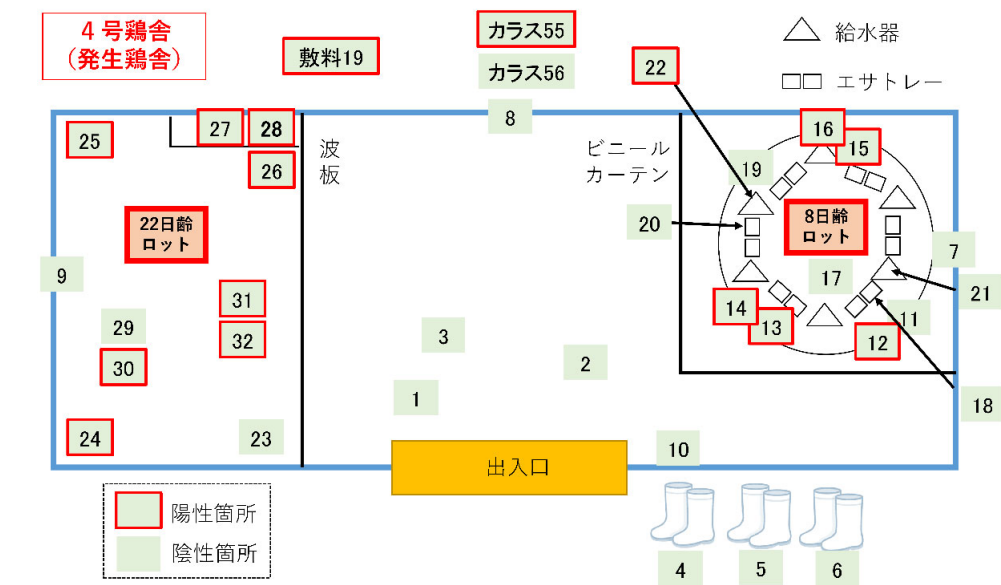 4号鶏舎
(発生鶏舎)
敷料19
カラス55
カラス56
給水器
エサトレー
22
25
27
28
26
波
板
8
ビニール
カーテン
16
15
19
20
22日齢
ロット
8日齢
ロット
7
9
17
21
31
32
29
30
3
2
1
14
13
11
12
18
24
23
出入口
10
陽性箇所
陰性箇所
4
5
6